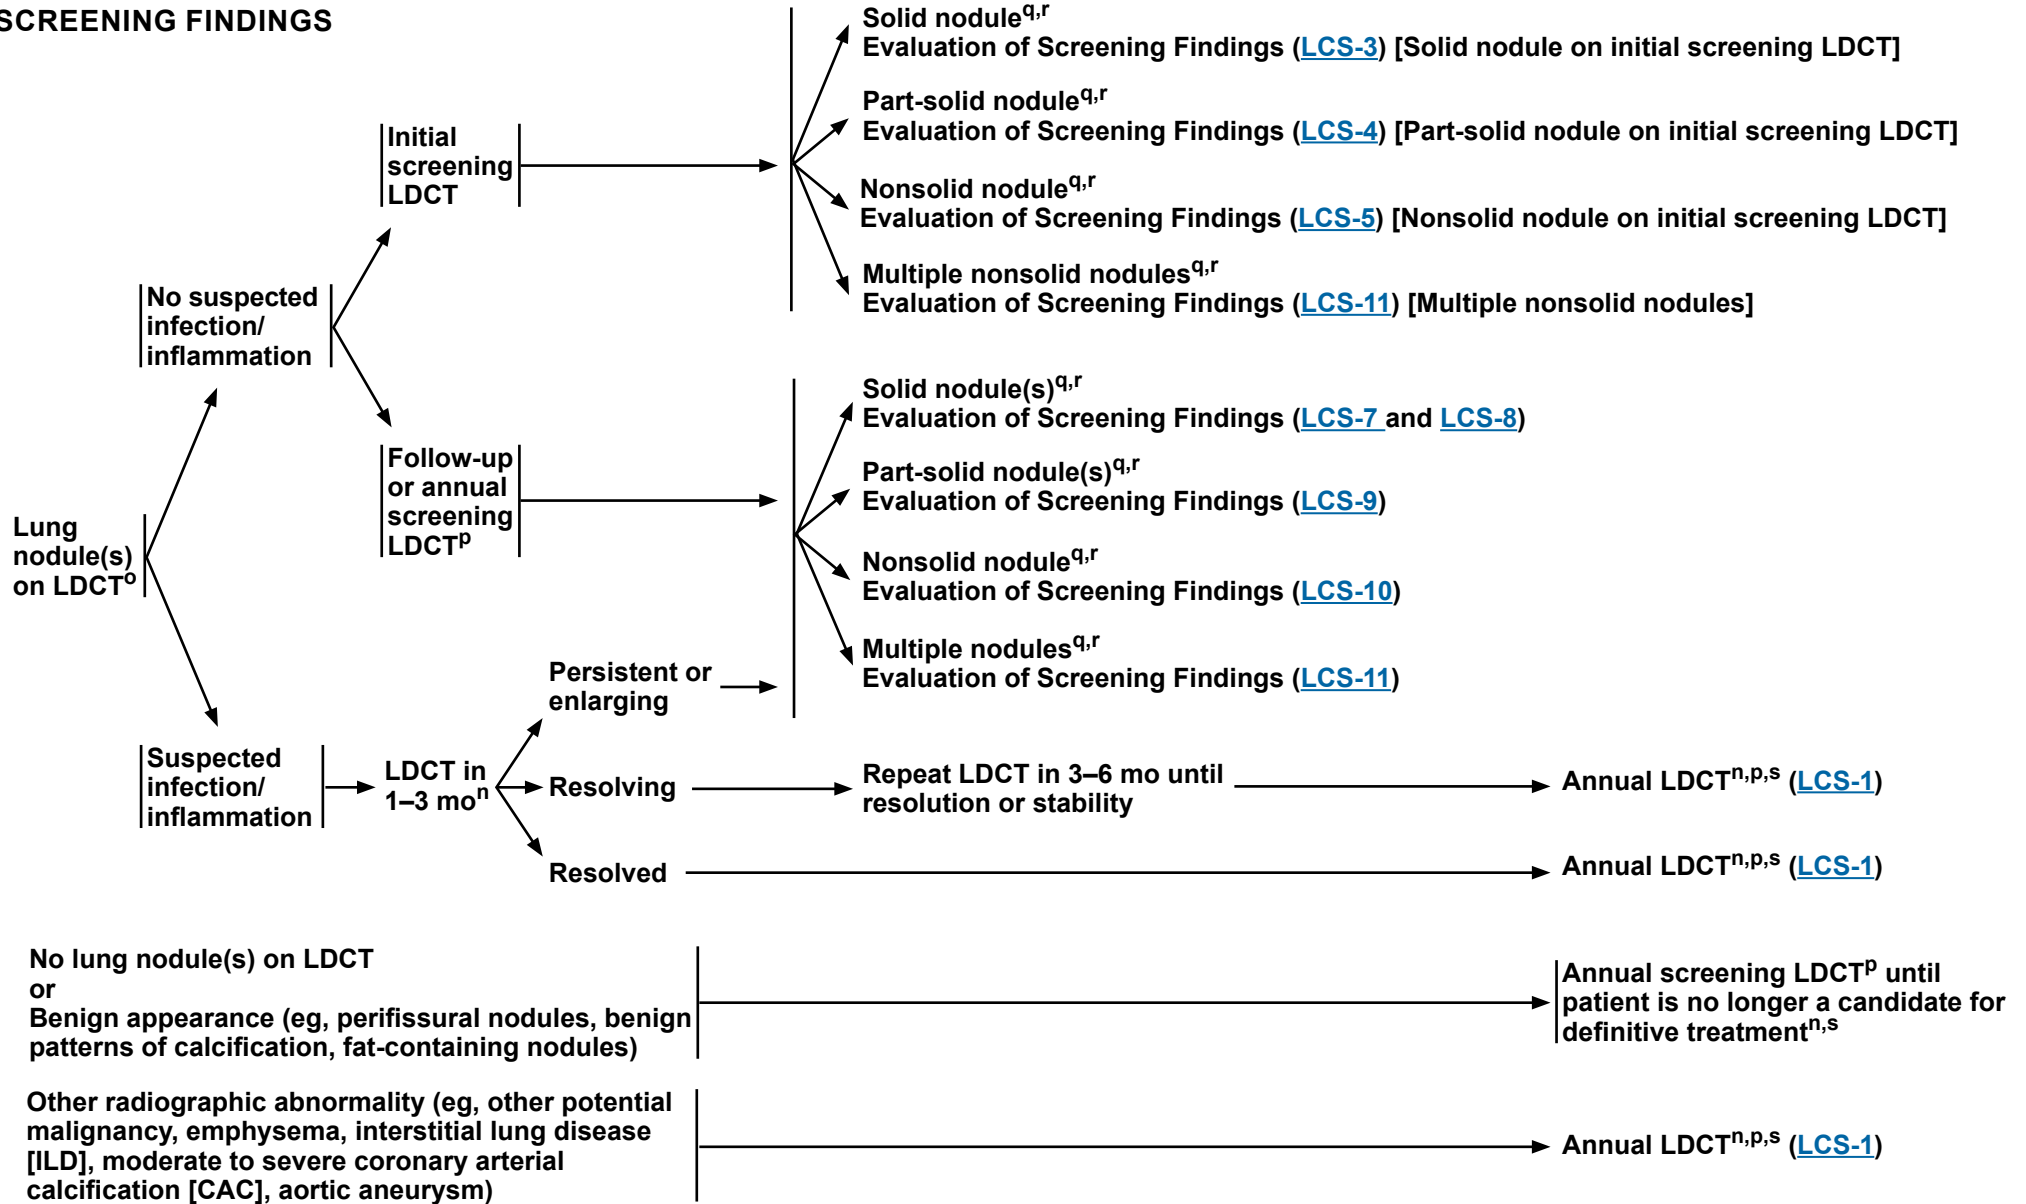 SCREENING FINDINGS
Solid nodule^q,r
Evaluation of Screening Findings (LCS-3) [Solid nodule on initial screening LDCT]
Part-solid nodule^q,r
Evaluation of Screening Findings (LCS-4) [Part-solid nodule on initial screening LDCT]
Initial
screening
LDCT
Nonsolid nodule^q,r
Evaluation of Screening Findings (LCS-5) [Nonsolid nodule on initial screening LDCT]
Multiple nonsolid nodules^q,r
Evaluation of Screening Findings (LCS-11) [Multiple nonsolid nodules]
No suspected
infection/
inflammation
Solid nodule(s)^q,r
Evaluation of Screening Findings (LCS-7 and LCS-8)
Follow-up
or annual
screening
LDCT^p
Part-solid nodule(s)^q,r
Evaluation of Screening Findings (LCS-9)
Nonsolid nodule^q,r
Evaluation of Screening Findings (LCS-10)
Lung
nodule(s)
on LDCT^o
Multiple nodules^q,r
Evaluation of Screening Findings (LCS-11)
Persistent or
enlarging
Suspected
infection/
inflammation
LDCT in
1–3 mo^n
Resolving
Repeat LDCT in 3–6 mo until
resolution or stability
Annual LDCT^n,p,s (LCS-1)
Resolved
Annual LDCT^n,p,s (LCS-1)
No lung nodule(s) on LDCT
or
Benign appearance (eg, perifissural nodules, benign
patterns of calcification, fat-containing nodules)
Annual screening LDCT^p until
patient is no longer a candidate for
definitive treatment^n,s
Other radiographic abnormality (eg, other potential
malignancy, emphysema, interstitial lung disease
[ILD], moderate to severe coronary arterial
calcification [CAC], aortic aneurysm)
Annual LDCT^n,p,s (LCS-1)